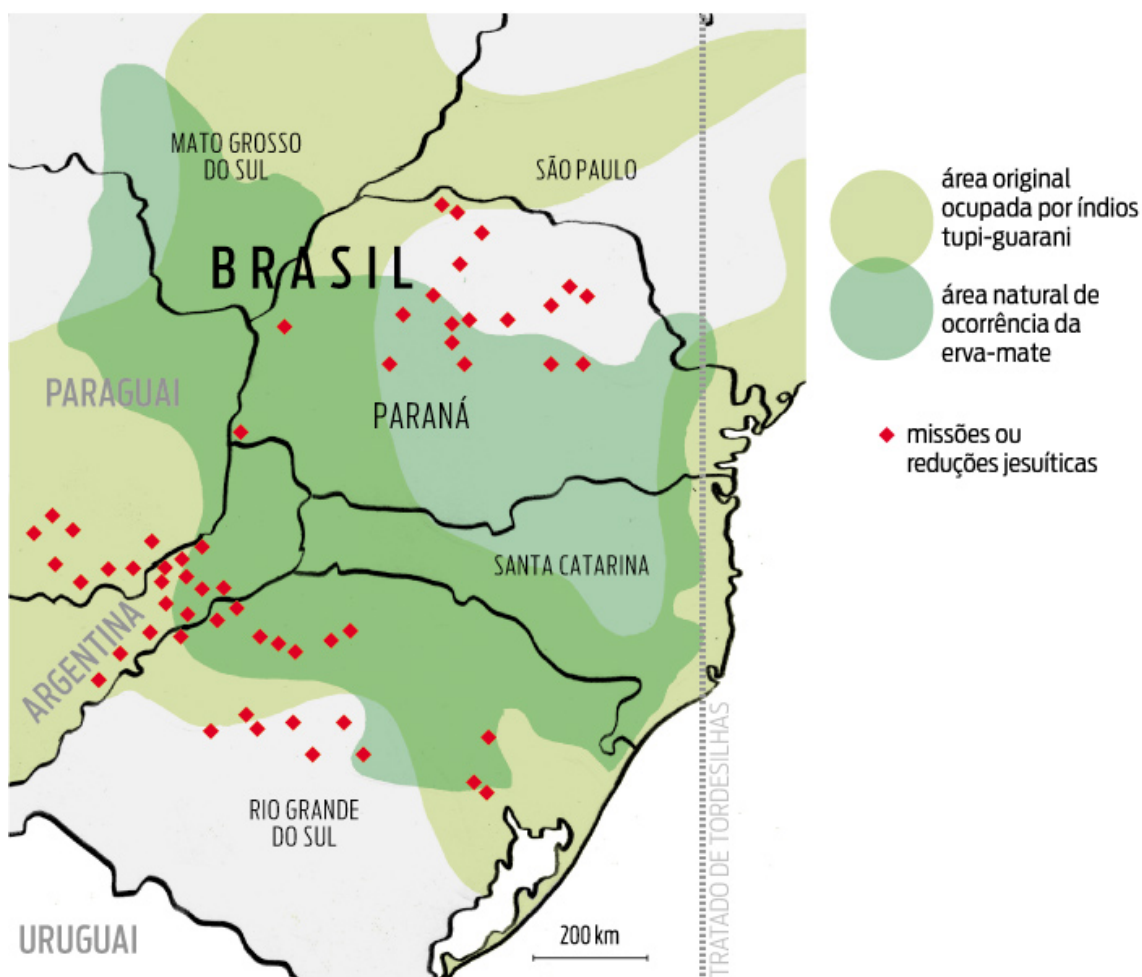 MATO GROSSO
DO SUL
SÃO PAULO
BRASIL
PARAGUAI
PARANÁ
SANTA CATARINA
ARGENTINA
RIO GRANDE
DO SUL
URUGUAI
200 km
TRATADO DE TORDESILHAS
área original
ocupada por índios
tupi-guarani
área natural de
ocorrência da
erva-mate
missões ou
reduções jesuíticas